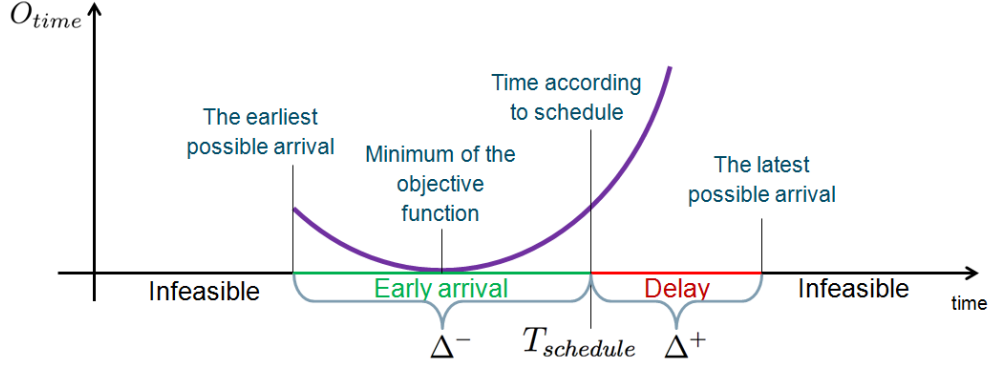 O_time
Time according
to schedule
The earliest
possible arrival
Minimum of the
objective
function
The latest
possible arrival
Infeasible
Early arrival
Delay
Infeasible
time
Δ⁻
T_schedule
Δ⁺